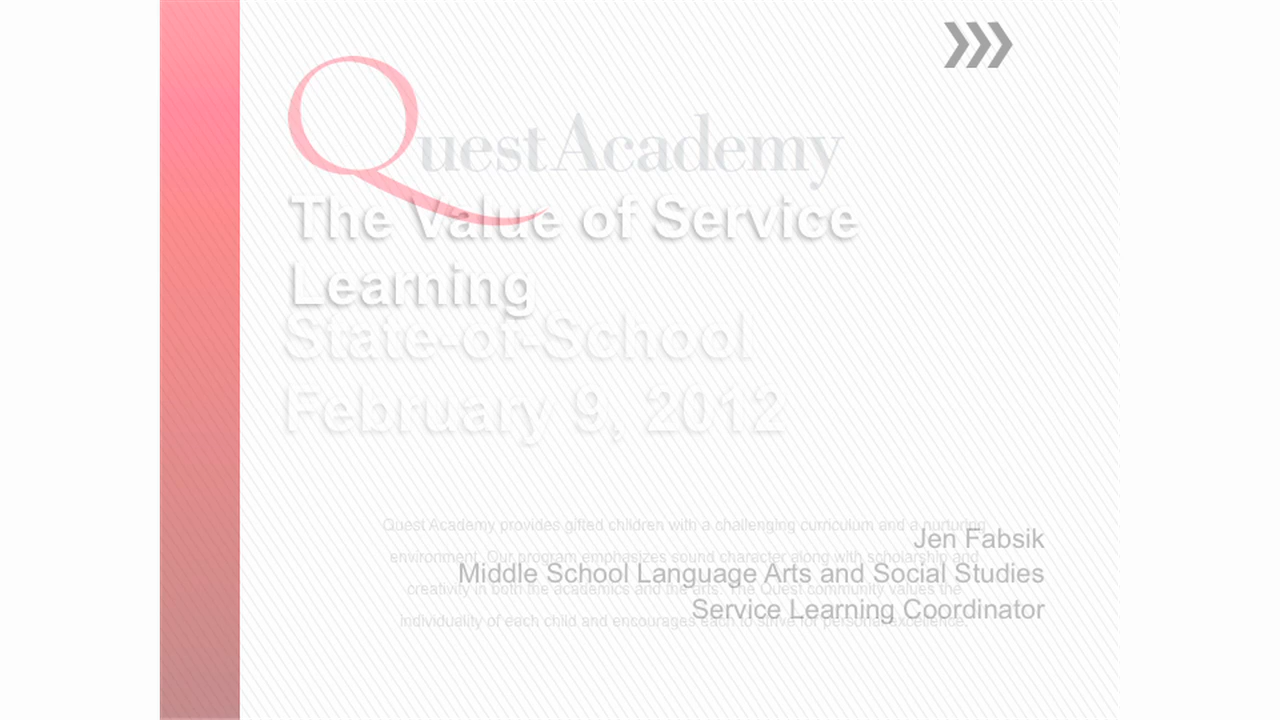 Quest Academy
The Value of Service
Learning
State-of-School
February 9, 2012
Quest Academy provides gifted children with a challenging curriculum and a nurturing
environment. Our program emphasizes sound character along with scholarship and
creativity in both the academics and the arts. The Quest community values the
individuality of each child and encourages each to strive for personal excellence.
Jen Fabsik
Middle School Language Arts and Social Studies
Service Learning Coordinator